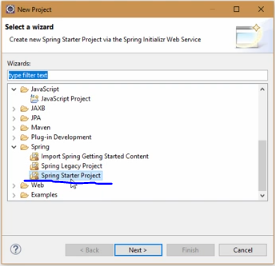 New Project
Select a wizard
Create new Spring Starter Project via the Spring Initializr Web Service
Wizards:
type filter text
JavaScript
JavaScript Project
JAXB
JPA
Maven
Plug-in Development
Spring
Import Spring Getting Started Content
Spring Legacy Project
Spring Starter Project
Web
Examples
? < Back Next > Finish Cancel